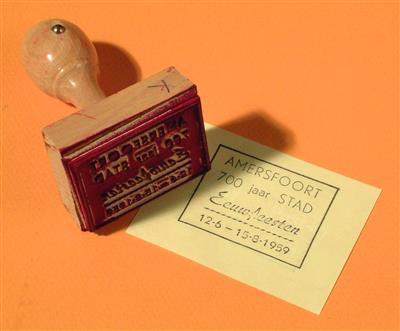 AMERSFOORT
700 jaar STAD
Eeuwfeesten
12-6 - 15-8-1959